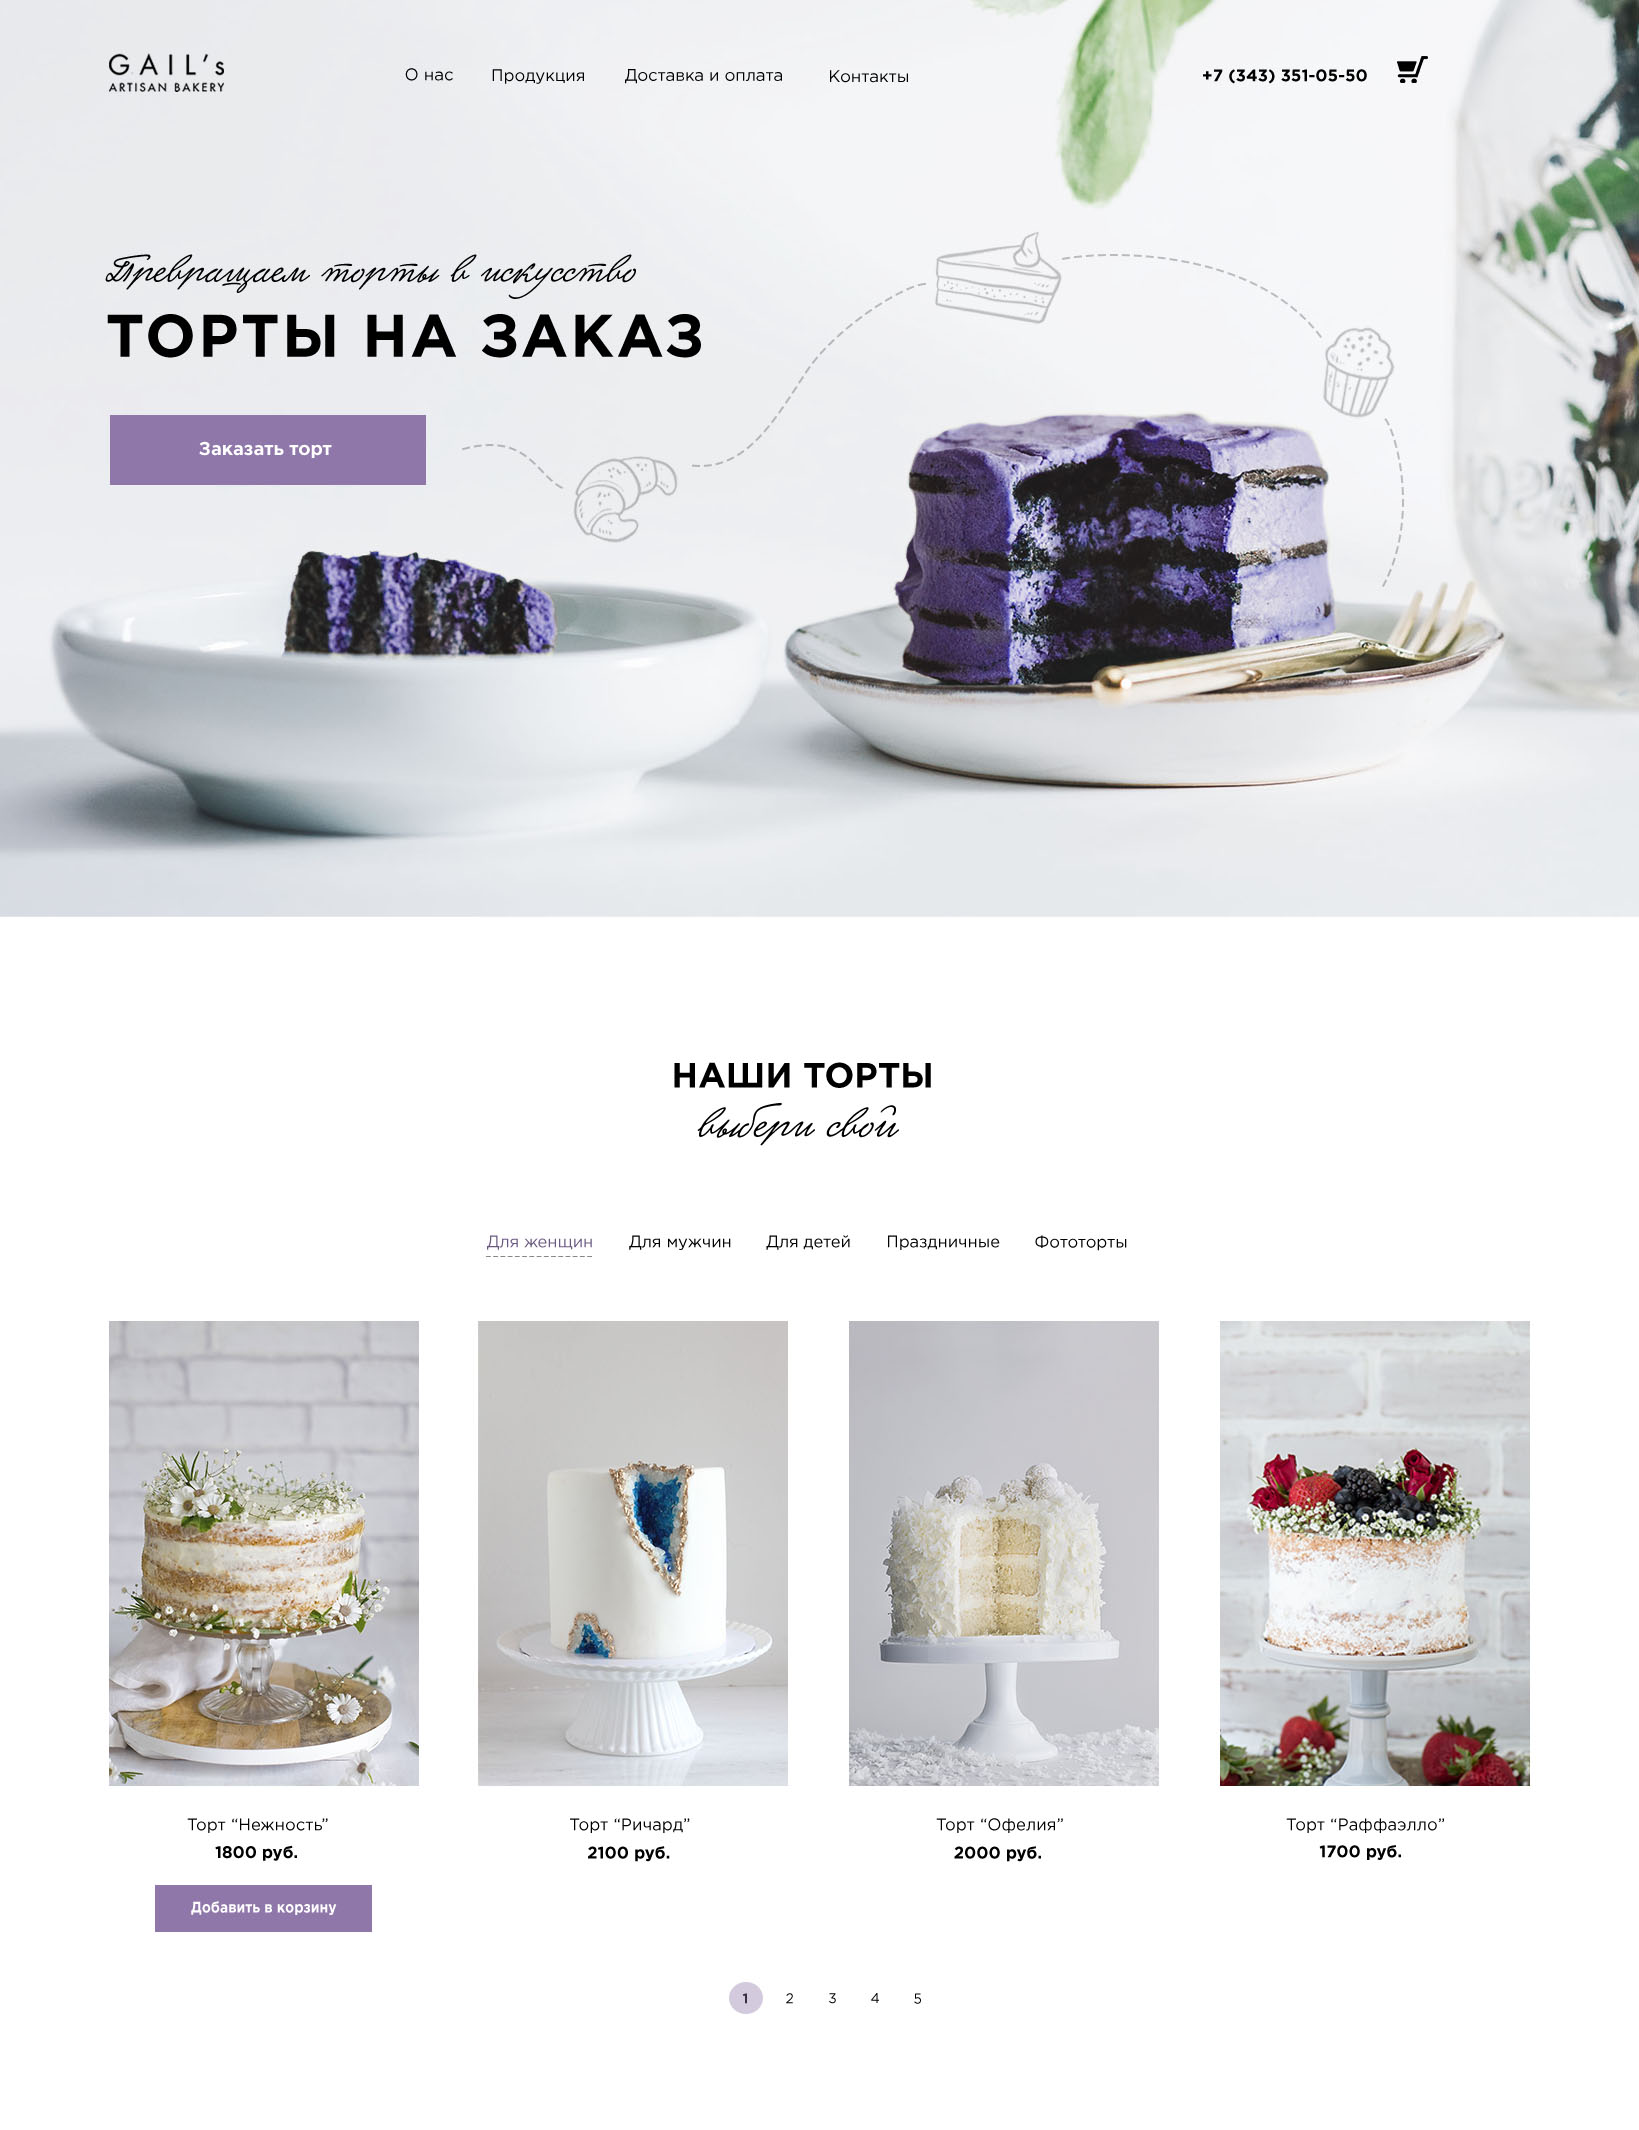 GAIL's
ARTISAN BAKERY
О нас Продукция Доставка и оплата Контакты +7 (343) 351-05-50
Превращаем торты в искусство
ТОРТЫ НА ЗАКАЗ
Заказать торт
НАШИ ТОРТЫ
выбери свой
Для женщин Для мужчин Для детей Праздничные Фототорты
Торт “Нежность” Торт “Ричард” Торт “Офелия” Торт “Раффаэлло”
1800 руб. 2100 руб. 2000 руб. 1700 руб.
Добавить в корзину
1 2 3 4 5